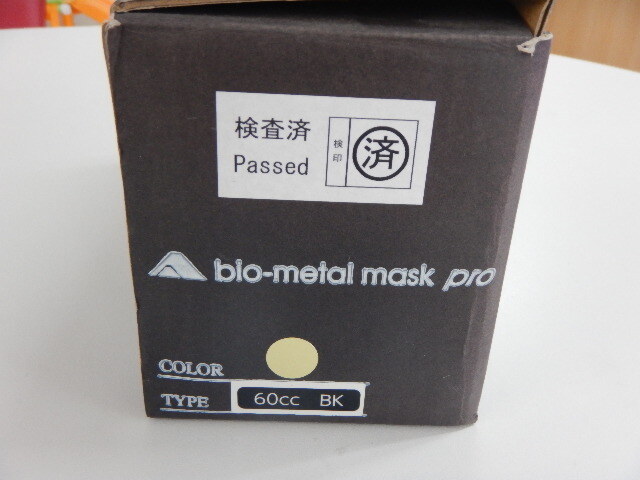 検査済
Passed
検印
済
bio-metal mask pro
COLOR
TYPE 60cc BK